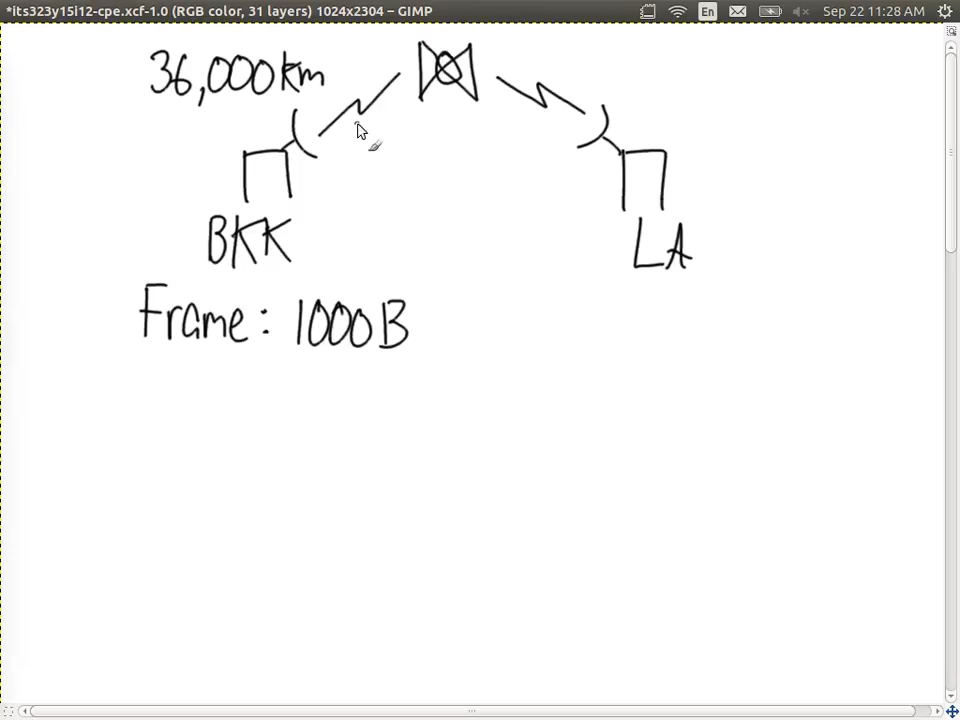 *its323y15i12-cpe.xcf-1.0 (RGB color, 31 layers) 1024x2304 – GIMP
En
Sep 22 11:28 AM
36,000km
BKK
LA
Frame: 1000B